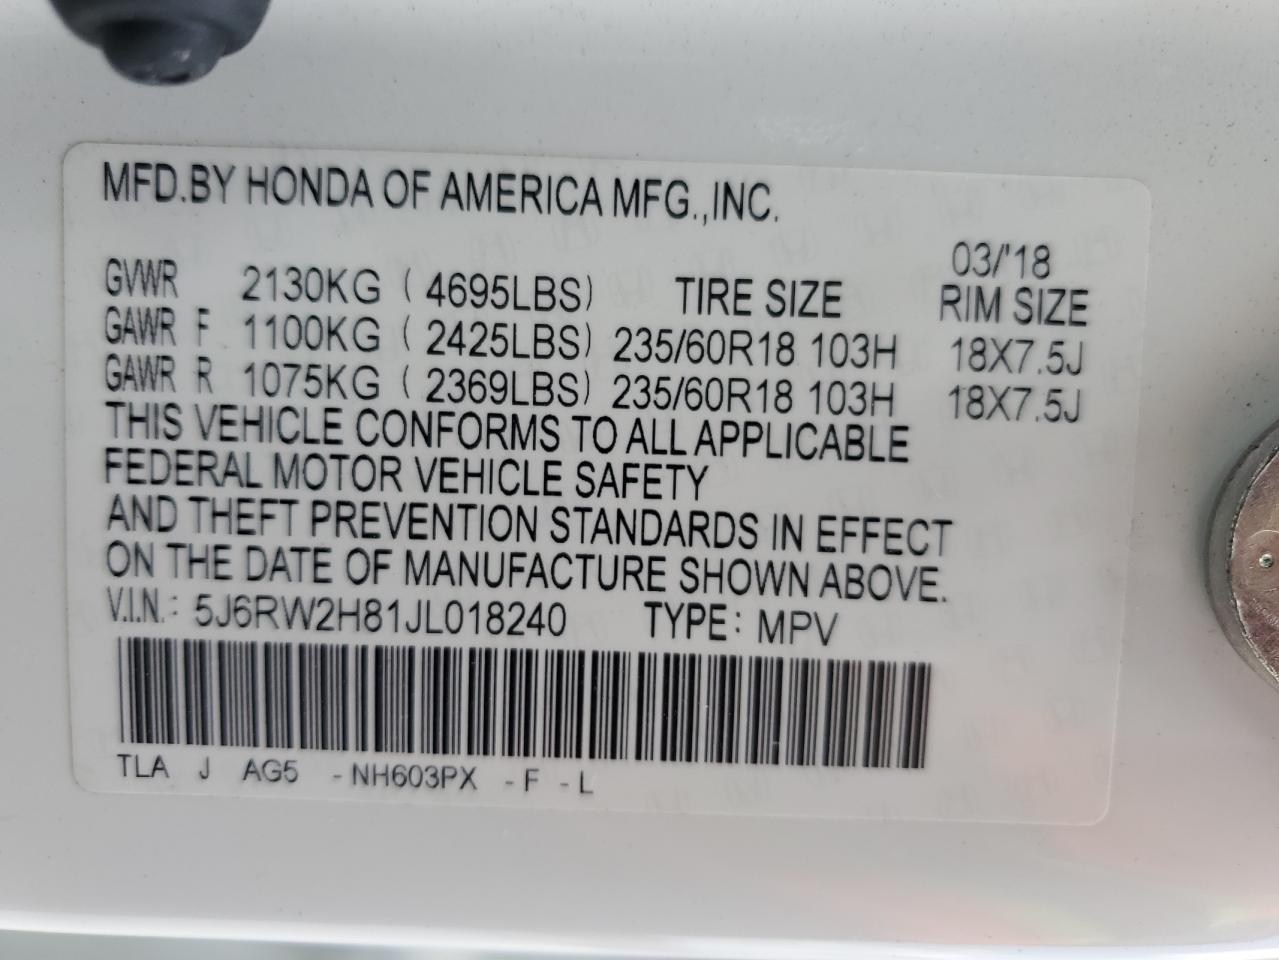 MFD.BY HONDA OF AMERICA MFG.,INC.
03/'18
GVWR 2130KG ( 4695LBS) TIRE SIZE RIM SIZE
GAWR F 1100KG ( 2425LBS) 235/60R18 103H 18X7.5J
GAWR R 1075KG ( 2369LBS) 235/60R18 103H 18X7.5J
THIS VEHICLE CONFORMS TO ALL APPLICABLE
FEDERAL MOTOR VEHICLE SAFETY
AND THEFT PREVENTION STANDARDS IN EFFECT
ON THE DATE OF MANUFACTURE SHOWN ABOVE.
V.I.N.: 5J6RW2H81JL018240 TYPE: MPV
TLA J AG5 -NH603PX -F -L